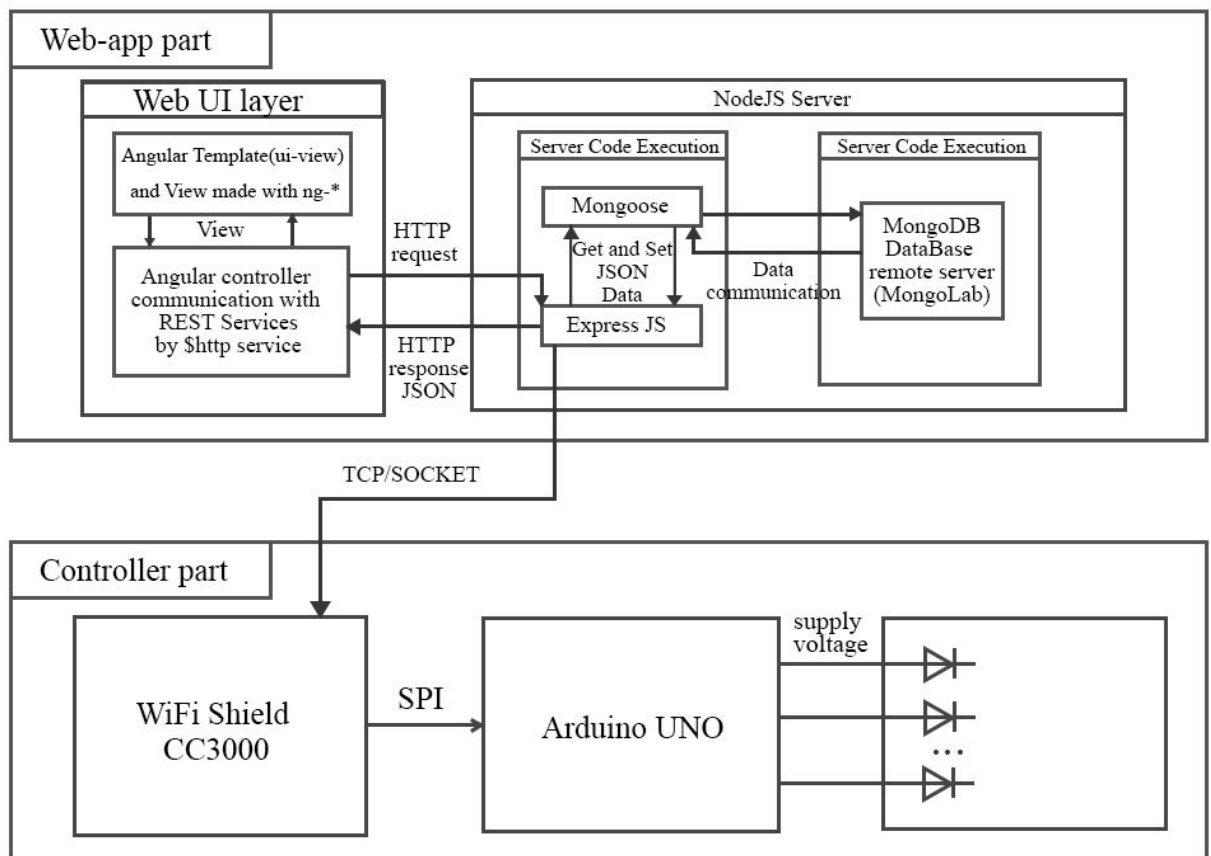 Web-app part
Web UI layer
Angular Template(ui-view)
and View made with ng-*
View
Angular controller
communication with
REST Services
by $http service
HTTP
request
HTTP
response
JSON
NodeJS Server
Server Code Execution
Mongoose
Get and Set
JSON
Data
Express JS
Data
communication
Server Code Execution
MongoDB
DataBase
remote server
(MongoLab)
TCP/SOCKET
Controller part
WiFi Shield
CC3000
SPI
Arduino UNO
supply
voltage
...